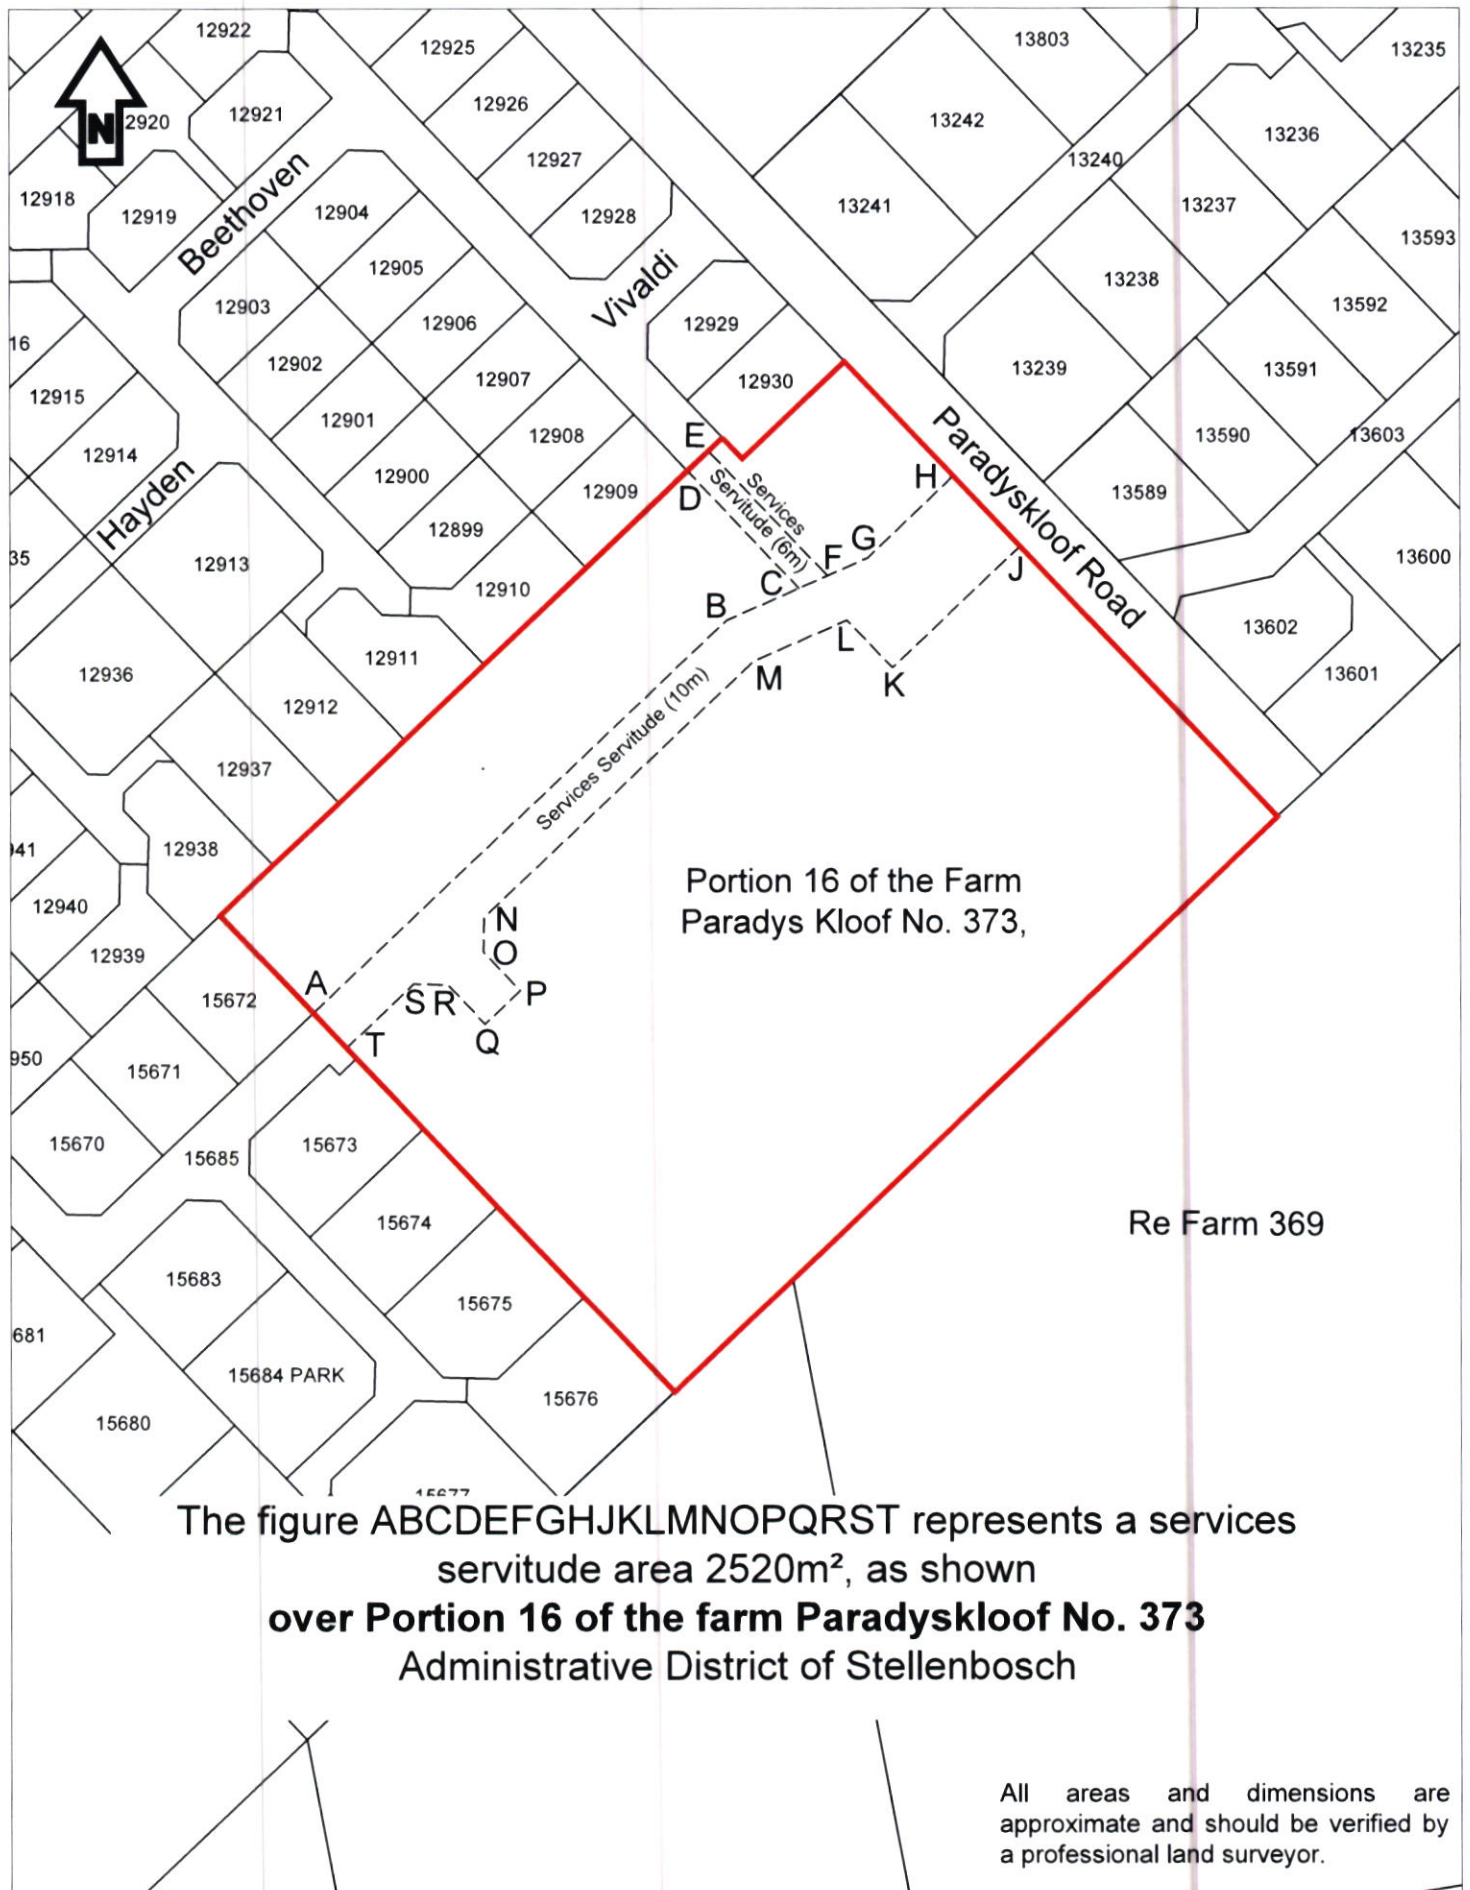 12922
12925
13803
13235
N
2920
12921
12926
12927
12928
13242
13240
13236
12918
12919
Beethoven
12904
13241
13237
13593
12905
Vivaldi
13238
12903
12906
12929
13592
16
12902
12907
12930
13239
13591
12915
12901
12908
E
Paradyskloof Road
13590
13603
12914
12900
12909
D
Services
Servitude (6m)
H
13589
Hayden
12899
G
35
12913
F
C
J
13600
12910
B
13602
12911
L
12936
M
K
13601
12912
Services Servitude (10m)
12937
941
12938
Portion 16 of the Farm
Paradys Kloof No. 373,
12940
N
O
12939
A
P
15672
S
R
T
Q
950
15671
15670
15685
15673
15674
Re Farm 369
15683
15675
681
15684 PARK
15676
15680
15677
The figure ABCDEFGHJKLMNOPQRST represents a services
servitude area 2520m², as shown
over Portion 16 of the farm Paradyskloof No. 373
Administrative District of Stellenbosch
All areas and dimensions are
approximate and should be verified by
a professional land surveyor.